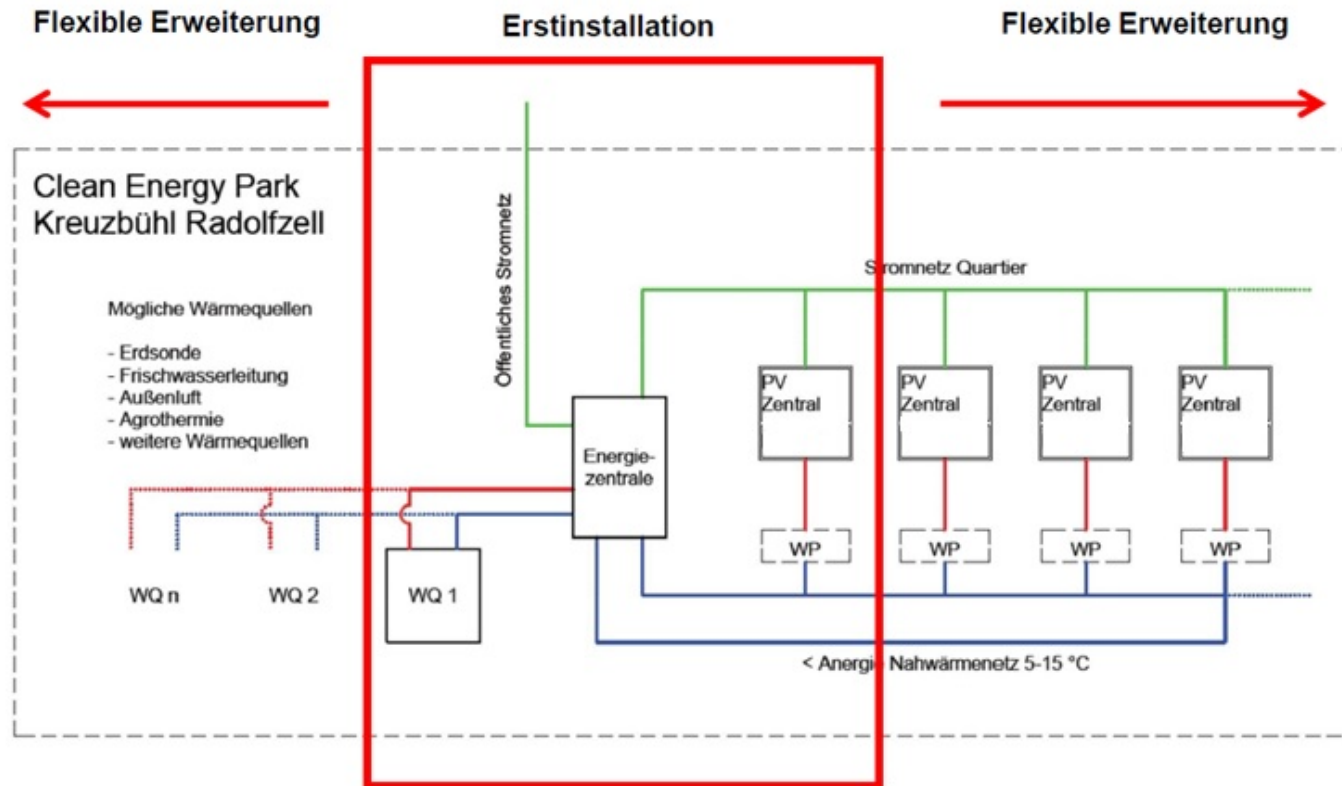 Flexible Erweiterung
Erstinstallation
Flexible Erweiterung
Clean Energy Park
Kreuzbühl Radolfzell
Mögliche Wärmequellen
- Erdsonde
- Frischwasserleitung
- Außenluft
- Agrothermie
- weitere Wärmequellen
Öffentliches Stromnetz
Stromnetz Quartier
PV
Zentral
PV
Zentral
PV
Zentral
PV
Zentral
Energie-
zentrale
WP
WP
WP
WP
WQ n
WQ 2
WQ 1
< Anergie Nahwärmenetz 5-15 °C